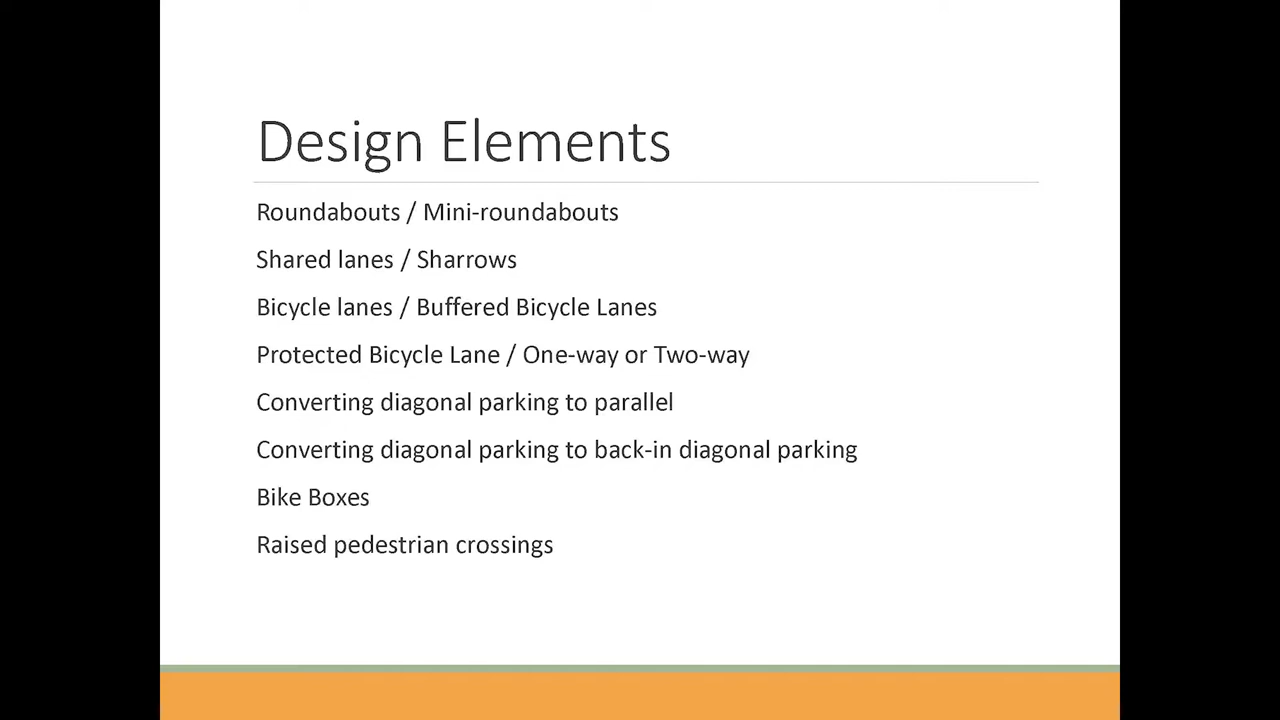 Design Elements
Roundabouts / Mini-roundabouts
Shared lanes / Sharrows
Bicycle lanes / Buffered Bicycle Lanes
Protected Bicycle Lane / One-way or Two-way
Converting diagonal parking to parallel
Converting diagonal parking to back-in diagonal parking
Bike Boxes
Raised pedestrian crossings